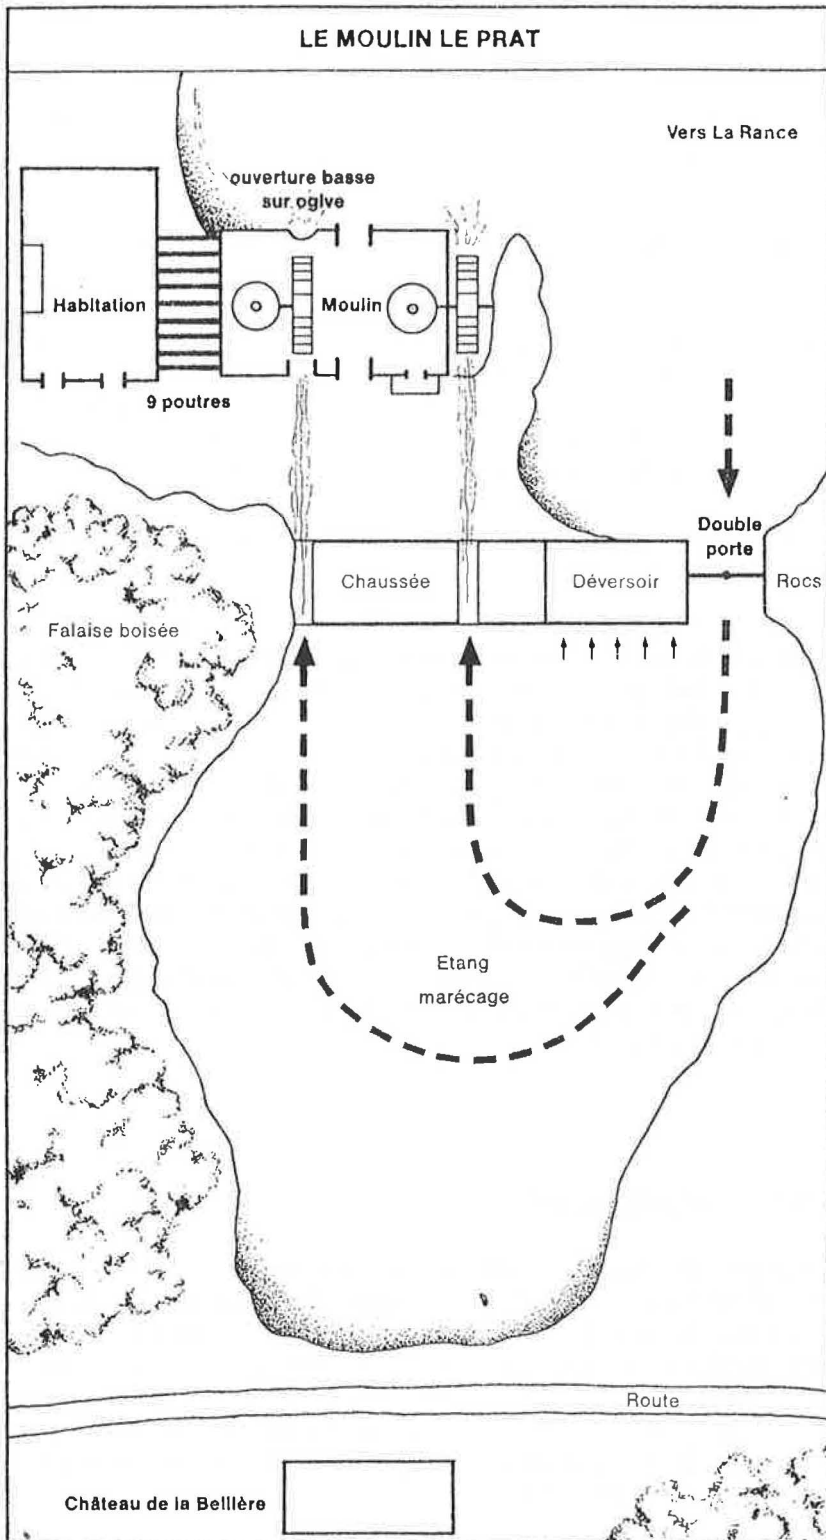 LE MOULIN LE PRAT
Vers La Rance
ouverture basse
sur ogive
Habitation
Moulin
9 poutres
Double
porte
Chaussée
Déversoir
Rocs
Falaise boisée
Etang
marécage
Route
Château de la Bellière